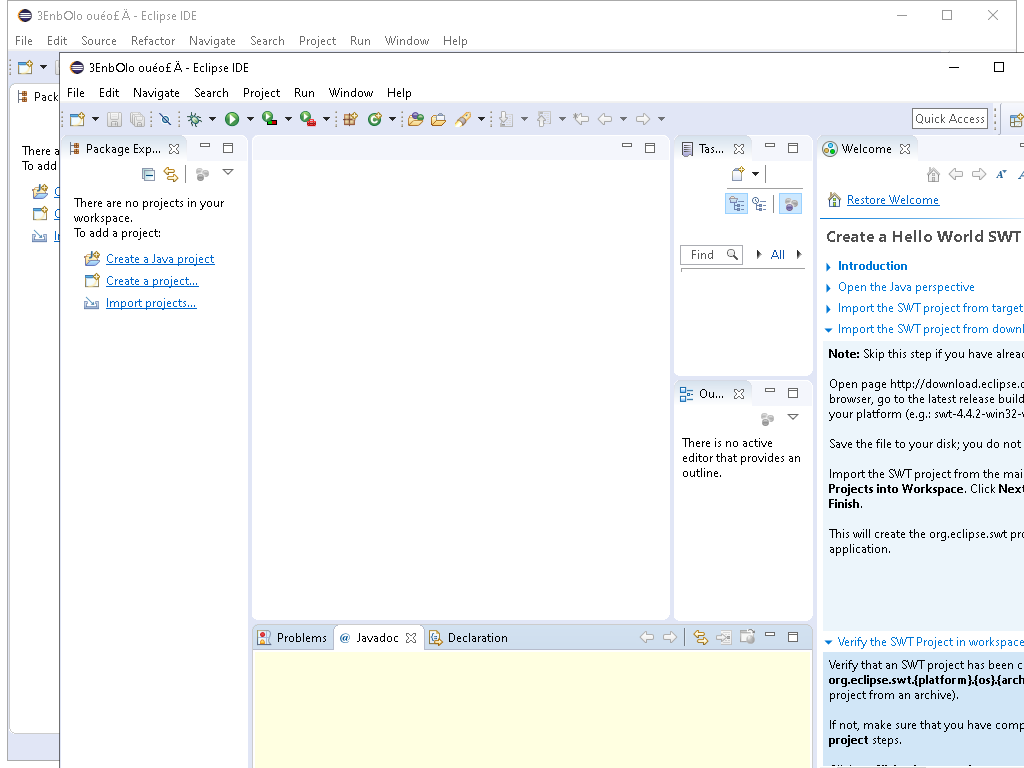 3EnbOlo ouéo£ Ä - Eclipse IDE
File Edit Source Refactor Navigate Search Project Run Window Help
3EnbOlo ouéo£ Ä - Eclipse IDE
File Edit Navigate Search Project Run Window Help
Quick Access
Pack
There a
To add
Package Exp...
There are no projects in your
workspace.
To add a project:
Create a Java project
Create a project...
Import projects...
Tas...
Find
All
Ou...
There is no active
editor that provides an
outline.
Welcome
Restore Welcome
Create a Hello World SWT
Introduction
Open the Java perspective
Import the SWT project from target
Import the SWT project from downl
Note: Skip this step if you have alread
Open page http://download.eclipse.o
browser, go to the latest release build
your platform (e.g.: swt-4.4.2-win32-
Save the file to your disk; you do not
Import the SWT project from the mai
Projects into Workspace. Click Next
Finish.
This will create the org.eclipse.swt pro
application.
Verify the SWT Project in workspace
Verify that an SWT project has been c
org.eclipse.swt.{platform}.{os}.{arch
project from an archive).
If not, make sure that you have comp
project steps.
Problems @ Javadoc Declaration